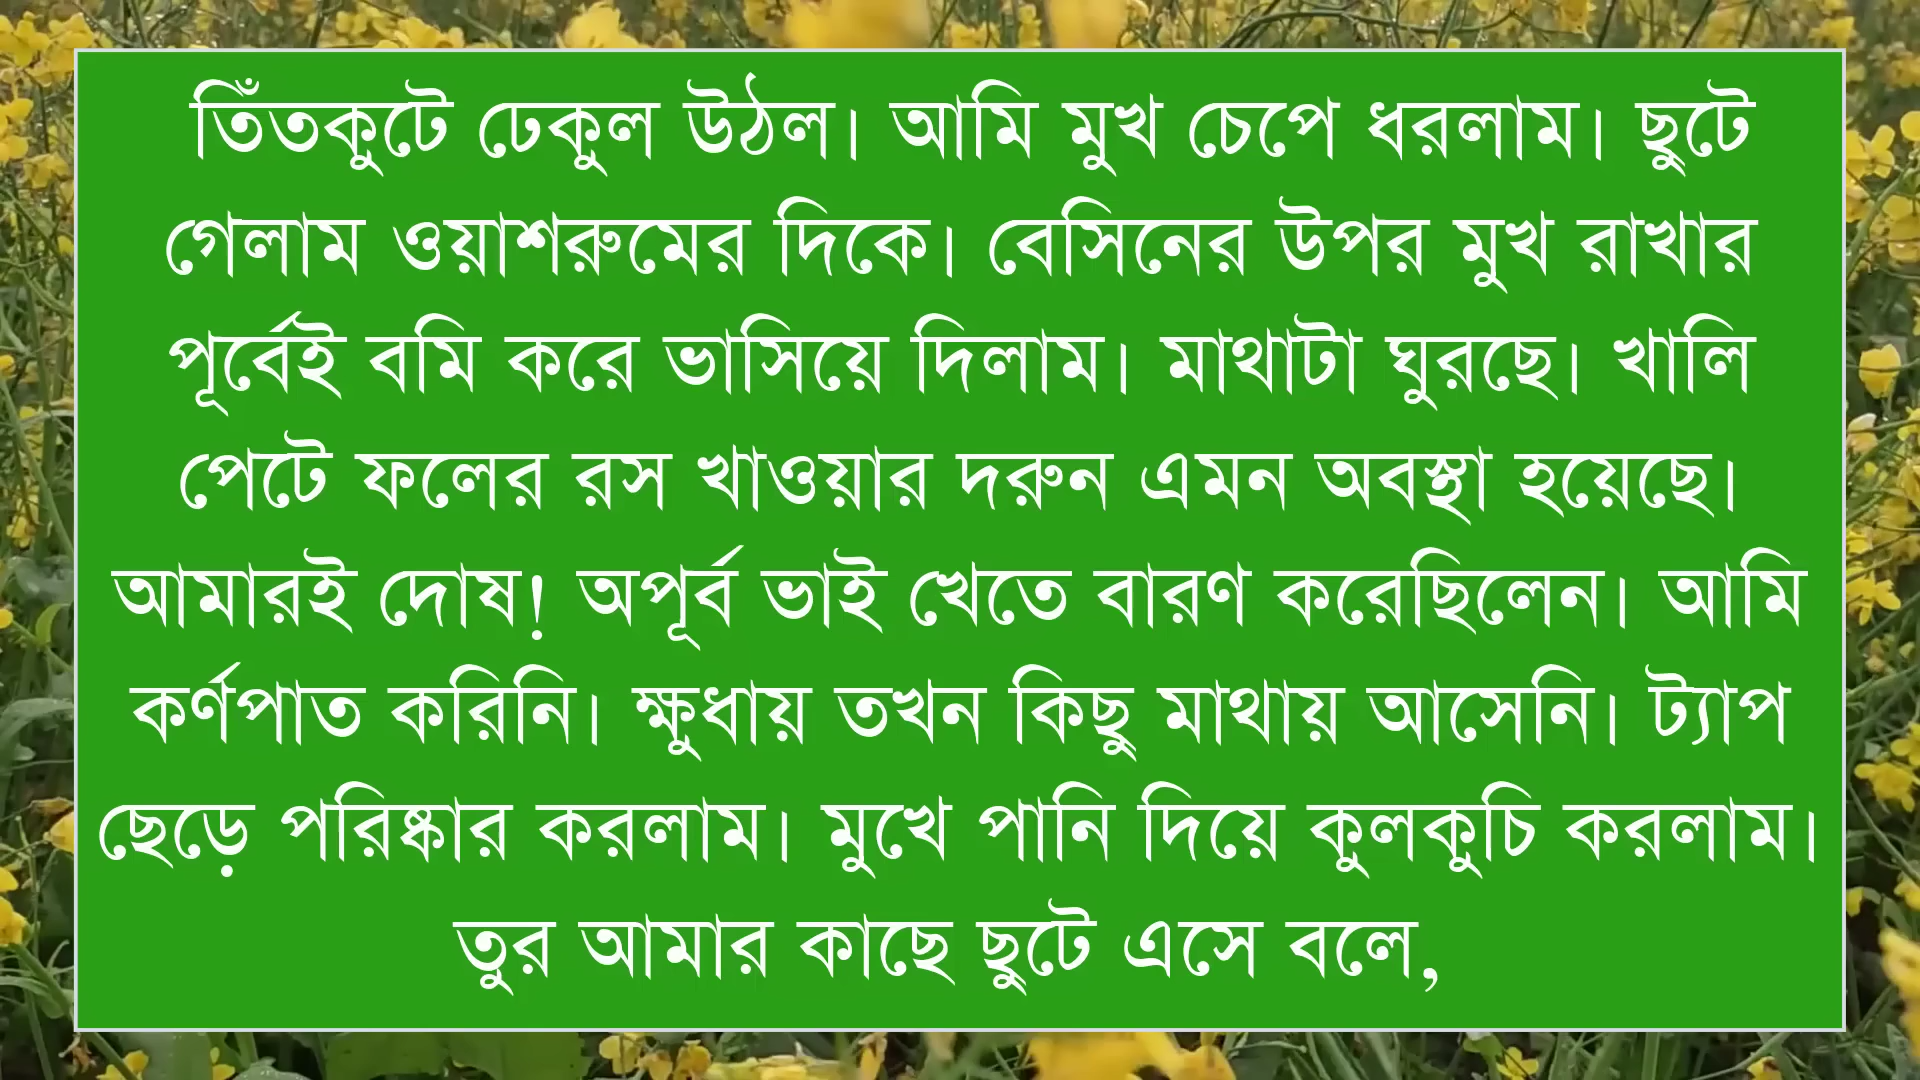 তিঁতকুটে ঢেকুল উঠল। আমি মুখ চেপে ধরলাম। ছুটে
গেলাম ওয়াশরুমের দিকে। বেসিনের উপর মুখ রাখার
পূর্বেই বমি করে ভাসিয়ে দিলাম। মাথাটা ঘুরছে। খালি
পেটে ফলের রস খাওয়ার দরুন এমন অবস্থা হয়েছে।
আমারই দোষ! অপূর্ব ভাই খেতে বারণ করেছিলেন। আমি
কর্ণপাত করিনি। ক্ষুধায় তখন কিছু মাথায় আসেনি। ট্যাপ
ছেড়ে পরিষ্কার করলাম। মুখে পানি দিয়ে কুলকুচি করলাম।
তুর আমার কাছে ছুটে এসে বলে,